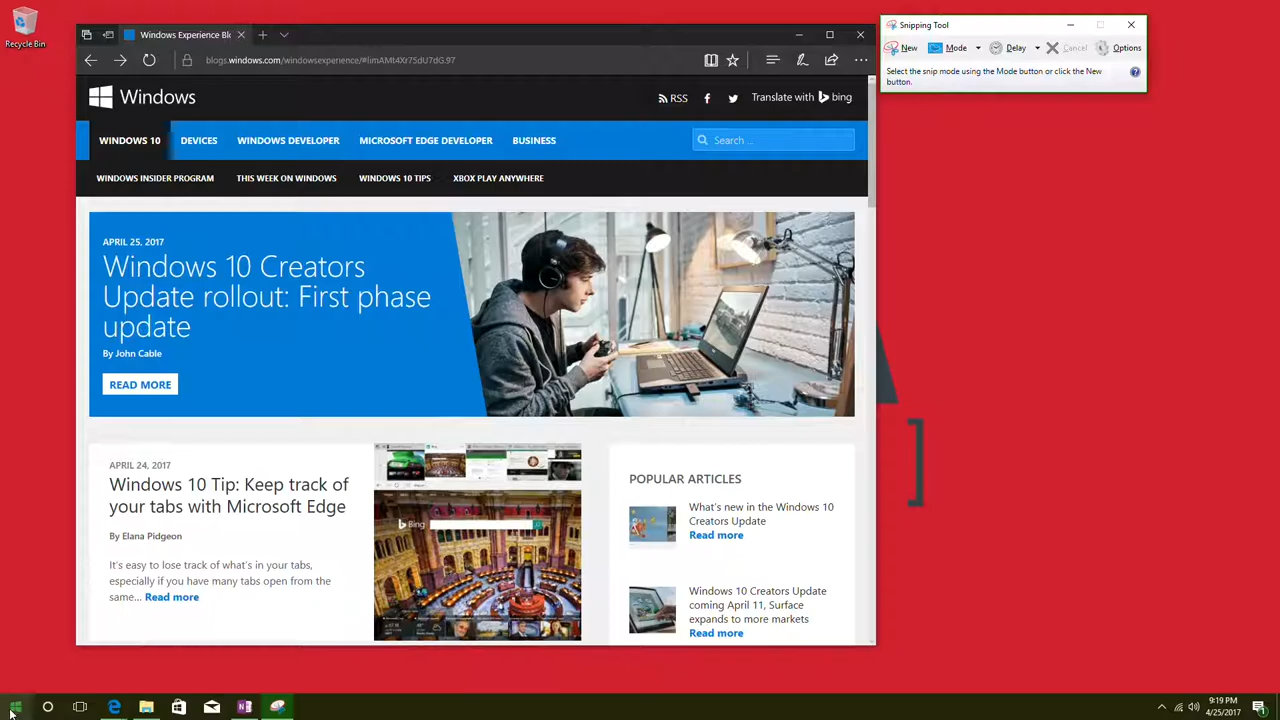 Recycle Bin
Windows Experience Blo
blogs.windows.com/windowsexperience/#IimAMt4Xr75dU7dG.97
Windows
RSS
Translate with bing
WINDOWS 10 DEVICES WINDOWS DEVELOPER MICROSOFT EDGE DEVELOPER BUSINESS
Search ...
WINDOWS INSIDER PROGRAM THIS WEEK ON WINDOWS WINDOWS 10 TIPS XBOX PLAY ANYWHERE
APRIL 25, 2017
Windows 10 Creators
Update rollout: First phase
update
By John Cable
READ MORE
APRIL 24, 2017
Windows 10 Tip: Keep track of
your tabs with Microsoft Edge
By Elana Pidgeon
It's easy to lose track of what's in your tabs,
especially if you have many tabs open from the
same... Read more
Bing
POPULAR ARTICLES
What's new in the Windows 10
Creators Update
Read more
Windows 10 Creators Update
coming April 11, Surface
expands to more markets
Read more
Snipping Tool
New Mode Delay Cancel Options
Select the snip mode using the Mode button or click the New
button.
]
9:19 PM
4/25/2017
1